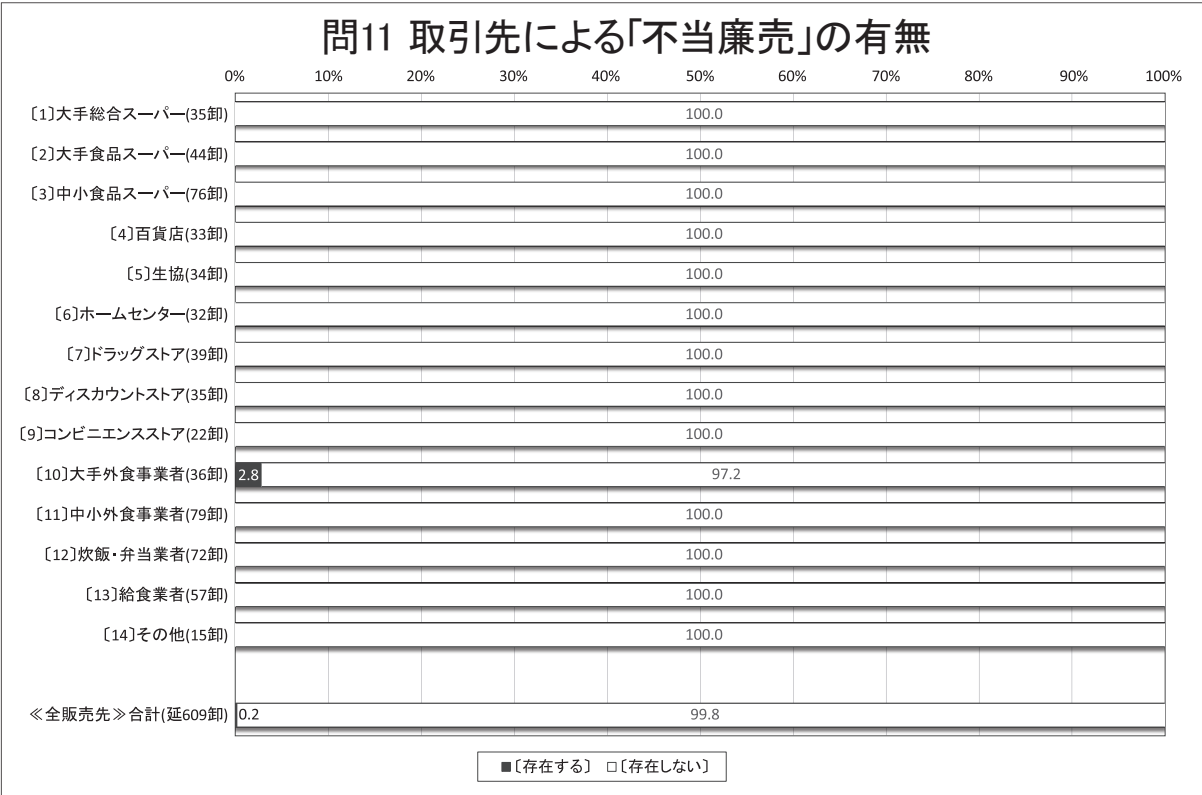 問11 取引先による「不当廉売」の有無
0% 10% 20% 30% 40% 50% 60% 70% 80% 90% 100%
〔1〕大手総合スーパー(35卸) 100.0
〔2〕大手食品スーパー(44卸) 100.0
〔3〕中小食品スーパー(76卸) 100.0
〔4〕百貨店(33卸) 100.0
〔5〕生協(34卸) 100.0
〔6〕ホームセンター(32卸) 100.0
〔7〕ドラッグストア(39卸) 100.0
〔8〕ディスカウントストア(35卸) 100.0
〔9〕コンビニエンスストア(22卸) 100.0
〔10〕大手外食事業者(36卸) 2.8 97.2
〔11〕中小外食事業者(79卸) 100.0
〔12〕炊飯・弁当業者(72卸) 100.0
〔13〕給食業者(57卸) 100.0
〔14〕その他(15卸) 100.0
≪全販売先≫合計(延609卸) 0.2 99.8
■〔存在する〕 □〔存在しない〕